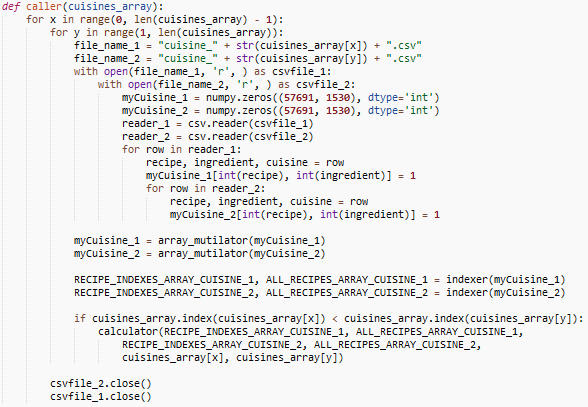 def caller(cuisines_array):
    for x in range(0, len(cuisines_array) - 1):
        for y in range(1, len(cuisines_array)):
            file_name_1 = "cuisine_" + str(cuisines_array[x]) + ".csv"
            file_name_2 = "cuisine_" + str(cuisines_array[y]) + ".csv"
            with open(file_name_1, 'r', ) as csvfile_1:
                with open(file_name_2, 'r', ) as csvfile_2:
                    myCuisine_1 = numpy.zeros((57691, 1530), dtype='int')
                    myCuisine_2 = numpy.zeros((57691, 1530), dtype='int')
                    reader_1 = csv.reader(csvfile_1)
                    reader_2 = csv.reader(csvfile_2)
                    for row in reader_1:
                        recipe, ingredient, cuisine = row
                        myCuisine_1[int(recipe), int(ingredient)] = 1
                        for row in reader_2:
                            recipe, ingredient, cuisine = row
                            myCuisine_2[int(recipe), int(ingredient)] = 1
            myCuisine_1 = array_mutilator(myCuisine_1)
            myCuisine_2 = array_mutilator(myCuisine_2)
            RECIPE_INDEXES_ARRAY_CUISINE_1, ALL_RECIPES_ARRAY_CUISINE_1 = indexer(myCuisine_1)
            RECIPE_INDEXES_ARRAY_CUISINE_2, ALL_RECIPES_ARRAY_CUISINE_2 = indexer(myCuisine_2)
            if cuisines_array.index(cuisines_array[x]) < cuisines_array.index(cuisines_array[y]):
                calculator(RECIPE_INDEXES_ARRAY_CUISINE_1, ALL_RECIPES_ARRAY_CUISINE_1,
                    RECIPE_INDEXES_ARRAY_CUISINE_2, ALL_RECIPES_ARRAY_CUISINE_2,
                    cuisines_array[x], cuisines_array[y])
        csvfile_2.close()
        csvfile_1.close()